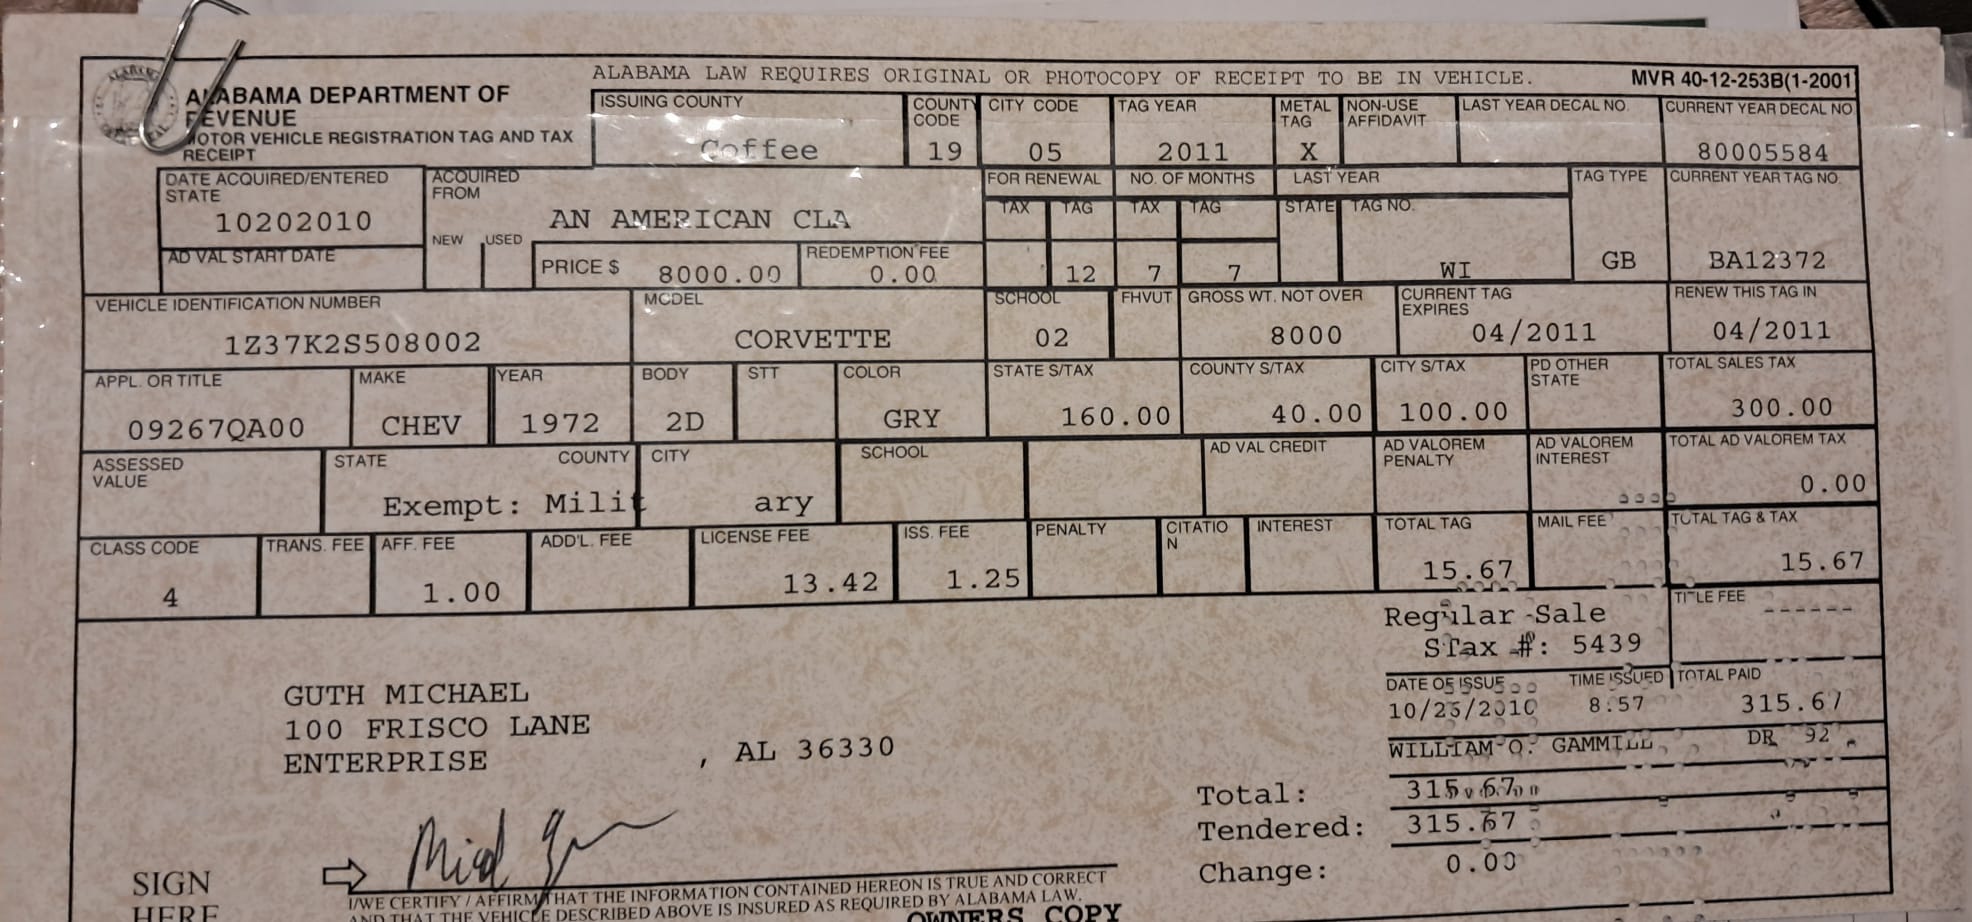 ALABAMA LAW REQUIRES ORIGINAL OR PHOTOCOPY OF RECEIPT TO BE IN VEHICLE.
MVR 40-12-253B(1-2001
ALABAMA DEPARTMENT OF
REVENUE
MOTOR VEHICLE REGISTRATION TAG AND TAX
RECEIPT
ISSUING COUNTY
Coffee
COUNTY
CODE
19
CITY CODE
05
TAG YEAR
2011
METAL
TAG
X
NON-USE
AFFIDAVIT
LAST YEAR DECAL NO.
CURRENT YEAR DECAL NO
80005584
DATE ACQUIRED/ENTERED
STATE
10202010
AD VAL START DATE
ACQUIRED
FROM
AN AMERICAN CLA
NEW
USED
PRICE $ 8000.00
REDEMPTION FEE
0.00
FOR RENEWAL
TAX
TAG
12
NO. OF MONTHS
TAX
TAG
7
7
LAST YEAR
STATE
TAG NO.
WI
TAG TYPE
GB
CURRENT YEAR TAG NO.
BA12372
VEHICLE IDENTIFICATION NUMBER
1Z37K2S508002
MODEL
CORVETTE
SCHOOL
02
FHVUT
GROSS WT. NOT OVER
8000
CURRENT TAG
EXPIRES
04/2011
RENEW THIS TAG IN
04/2011
APPL. OR TITLE
09267QA00
MAKE
CHEV
YEAR
1972
BODY
2D
STT
COLOR
GRY
STATE S/TAX
160.00
COUNTY S/TAX
40.00
CITY S/TAX
100.00
PD OTHER
STATE
TOTAL SALES TAX
300.00
ASSESSED
VALUE
STATE
COUNTY
CITY
Exempt: Milit ary
SCHOOL
AD VAL CREDIT
AD VALOREM
PENALTY
AD VALOREM
INTEREST
TOTAL AD VALOREM TAX
0.00
CLASS CODE
4
TRANS. FEE
AFF. FEE
1.00
ADD'L. FEE
LICENSE FEE
13.42
ISS. FEE
1.25
PENALTY
CITATIO
N
INTEREST
TOTAL TAG
15.67
MAIL FEE
TOTAL TAG & TAX
15.67
Regular Sale
STax #: 5439
TITLE FEE
------
DATE OF ISSUE
10/25/2010
TIME ISSUED
8:57
TOTAL PAID
315.67
WILLIAM O. GAMMILL DR 92
GUTH MICHAEL
100 FRISCO LANE
ENTERPRISE , AL 36330
Total: 315.67
Tendered: 315.67
Change: 0.00
SIGN
HERE
I/WE CERTIFY / AFFIRM THAT THE INFORMATION CONTAINED HEREON IS TRUE AND CORRECT
AND THAT THE VEHICLE DESCRIBED ABOVE IS INSURED AS REQUIRED BY ALABAMA LAW.
OWNERS COPY